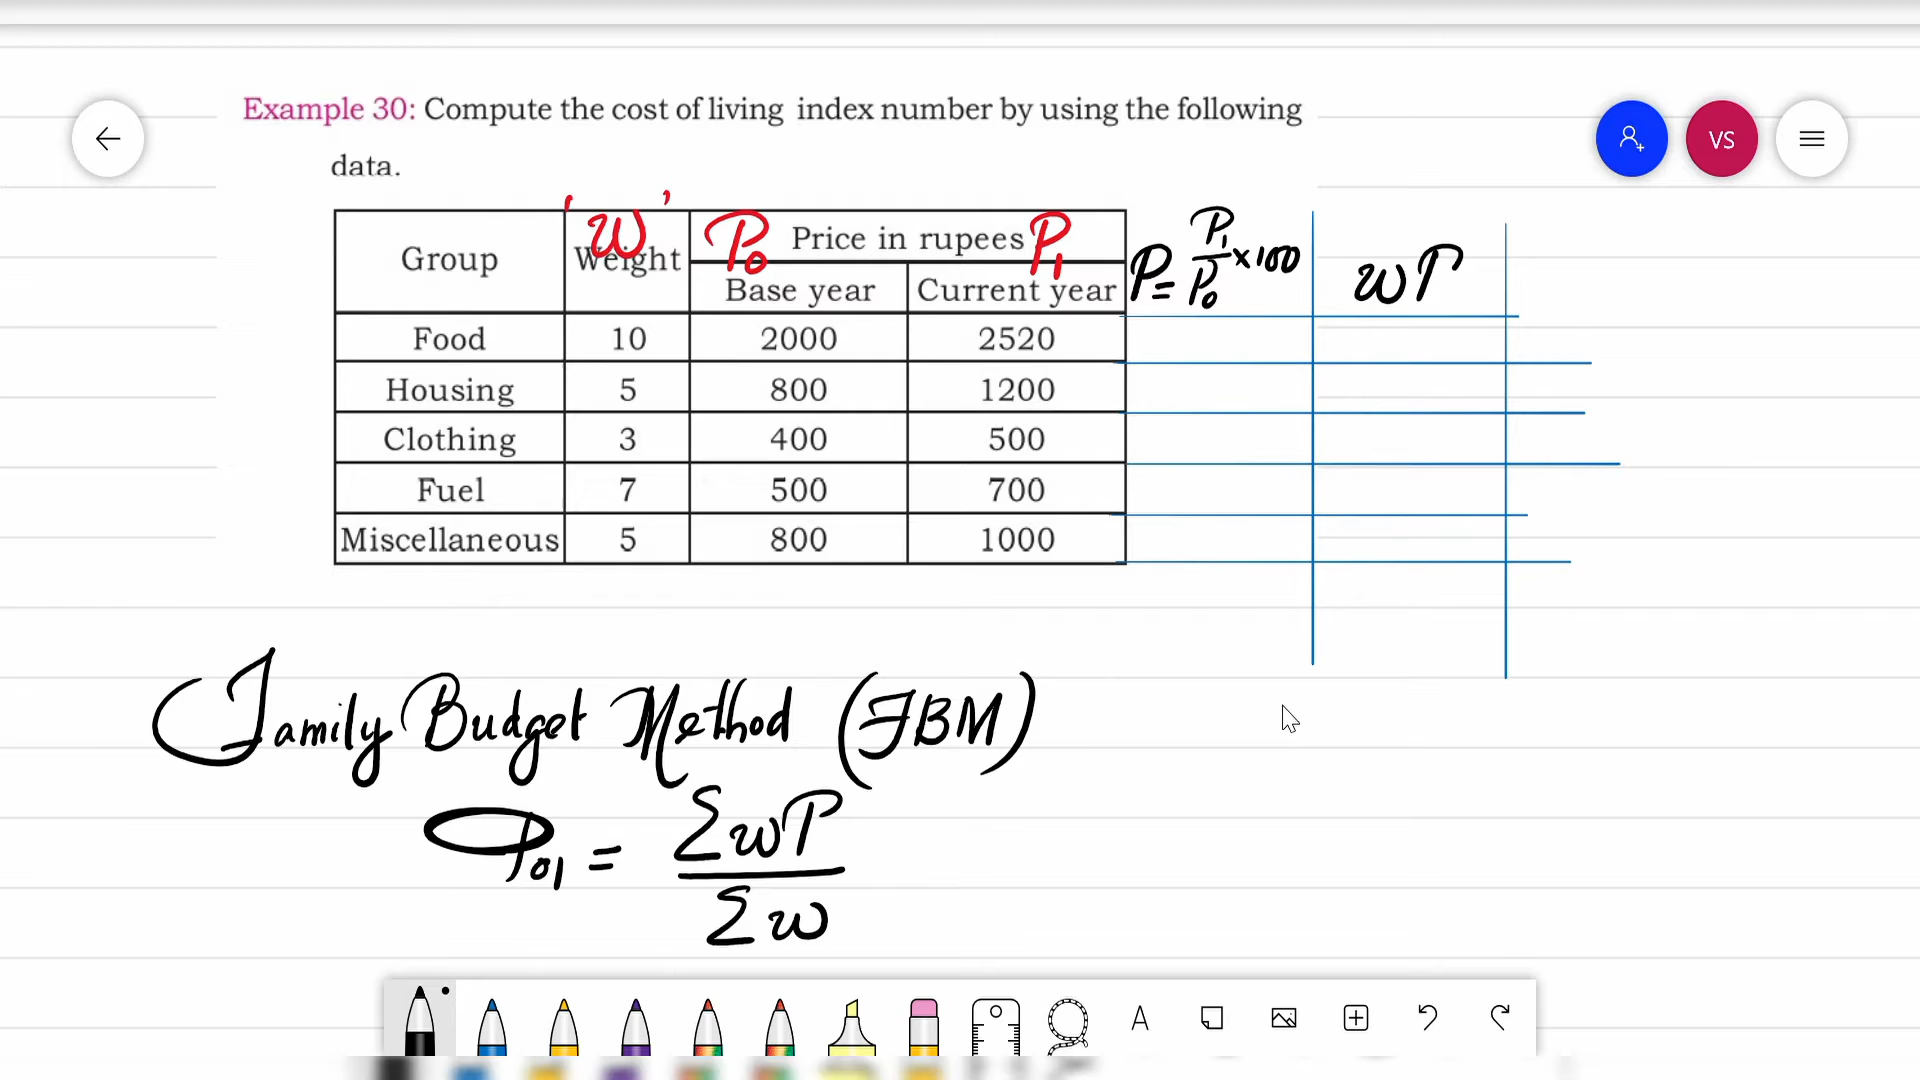 Example 30: Compute the cost of living index number by using the following
data.
VS
Group 'w' Weight P₀ Price in rupees P₁ P = P₁/P₀ × 100 wP
Base year Current year
Food 10 2000 2520
Housing 5 800 1200
Clothing 3 400 500
Fuel 7 500 700
Miscellaneous 5 800 1000
Family Budget Method (FBM)
P₀₁ = ΣwP
Σw
A